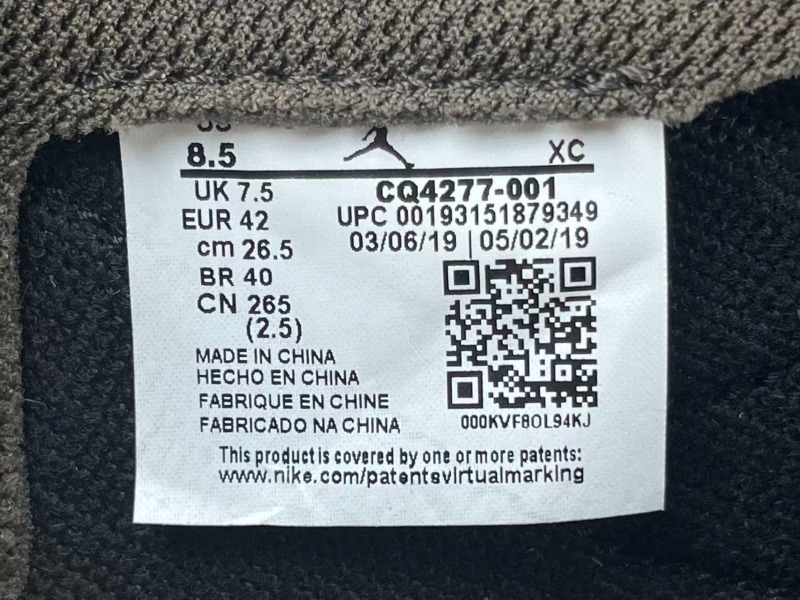 8.5 XC
UK 7.5 CQ4277-001
EUR 42 UPC 00193151879349
cm 26.5 03/06/19 | 05/02/19
BR 40
CN 265
(2.5)
MADE IN CHINA
HECHO EN CHINA
FABRIQUE EN CHINE
FABRICADO NA CHINA 000KVF8OL94KJ
This product is covered by one or more patents:
www.nike.com/patentsvirtualmarking